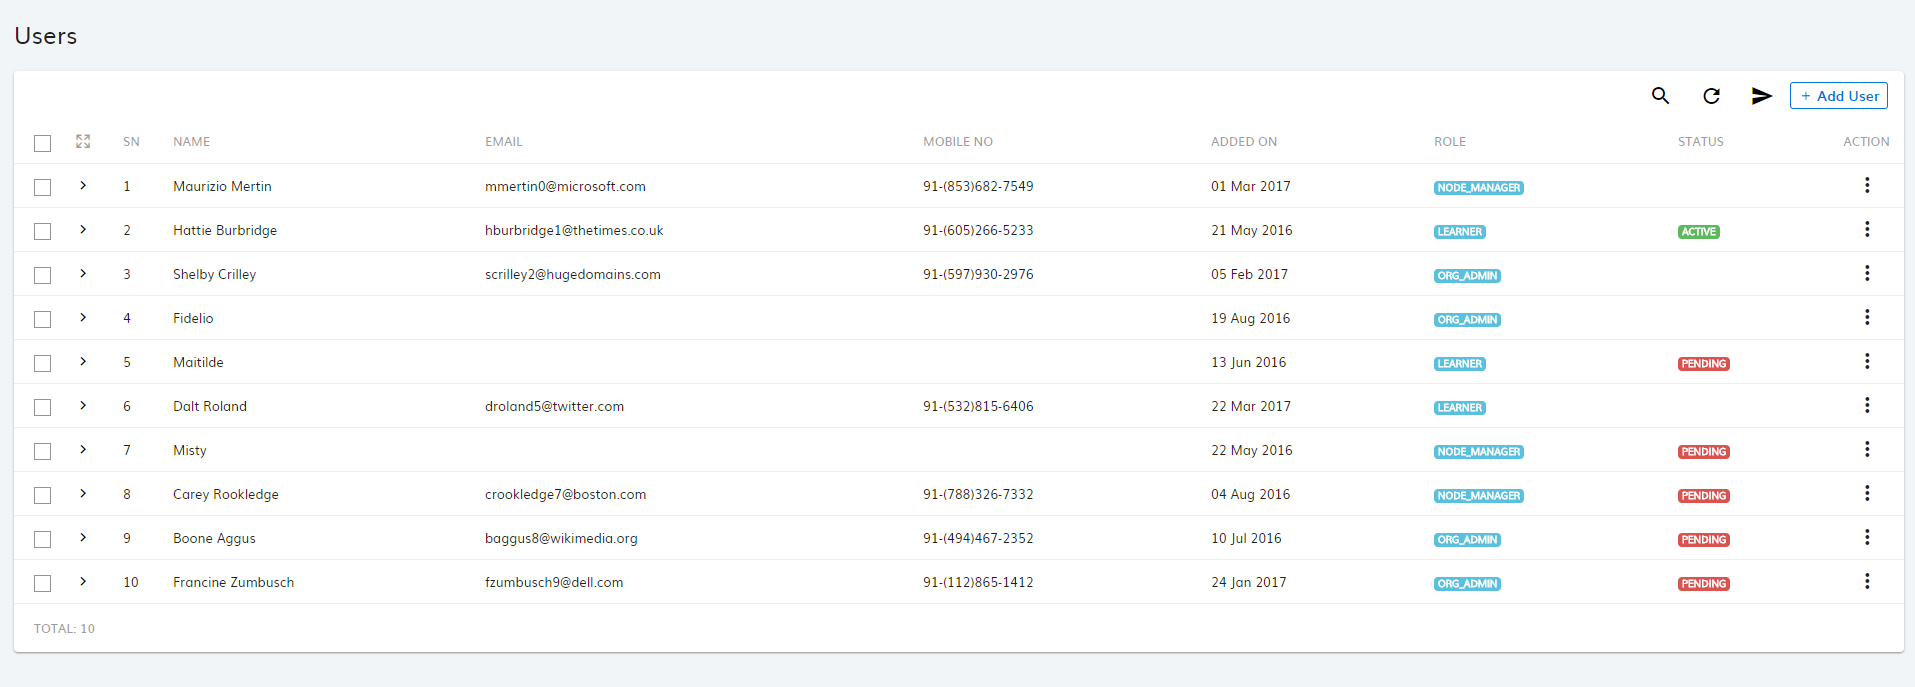 Users
+ Add User
SN NAME EMAIL MOBILE NO ADDED ON ROLE STATUS ACTION
1 Maurizio Mertin mmertin0@microsoft.com 91-(853)682-7549 01 Mar 2017 NODE_MANAGER
2 Hattie Burbridge hburbridge1@thetimes.co.uk 91-(605)266-5233 21 May 2016 LEARNER ACTIVE
3 Shelby Crilley scrilley2@hugedomains.com 91-(597)930-2976 05 Feb 2017 ORG_ADMIN
4 Fidelio 19 Aug 2016 ORG_ADMIN
5 Maitilde 13 Jun 2016 LEARNER PENDING
6 Dalt Roland droland5@twitter.com 91-(532)815-6406 22 Mar 2017 LEARNER
7 Misty 22 May 2016 NODE_MANAGER PENDING
8 Carey Rookledge crookledge7@boston.com 91-(788)326-7332 04 Aug 2016 NODE_MANAGER PENDING
9 Boone Aggus baggus8@wikimedia.org 91-(494)467-2352 10 Jul 2016 ORG_ADMIN PENDING
10 Francine Zumbusch fzumbusch9@dell.com 91-(112)865-1412 24 Jan 2017 ORG_ADMIN PENDING
TOTAL: 10